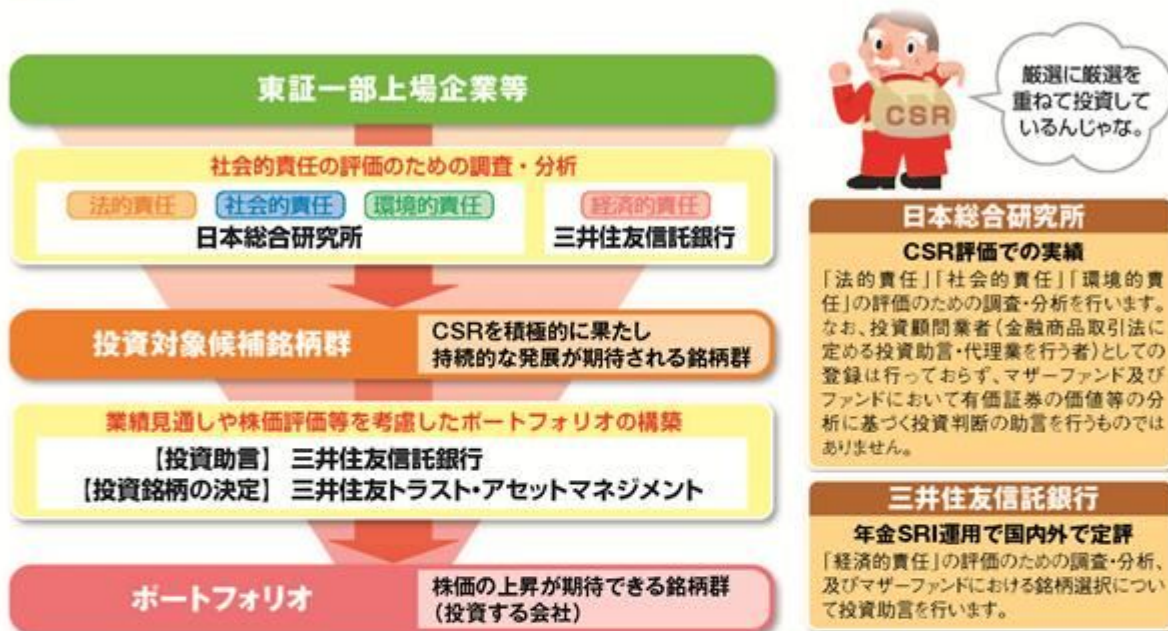 東証一部上場企業等
社会的責任の評価のための調査・分析
法的責任 社会的責任 環境的責任
日本総合研究所
経済的責任
三井住友信託銀行
投資対象候補銘柄群
CSRを積極的に果たし
持続的な発展が期待される銘柄群
業績見通しや株価評価等を考慮したポートフォリオの構築
【投資助言】 三井住友信託銀行
【投資銘柄の決定】 三井住友トラスト・アセットマネジメント
ポートフォリオ
株価の上昇が期待できる銘柄群
(投資する会社)
CSR
厳選に厳選を
重ねて投資して
いるんじゃな。
日本総合研究所
CSR評価での実績
「法的責任」「社会的責任」「環境的責
任」の評価のための調査・分析を行います。
なお、投資顧問業者(金融商品取引法に
定める投資助言・代理業を行う者)としての
登録は行っておらず、マザーファンド及び
ファンドにおいて有価証券の価値等の分
析に基づく投資判断の助言を行うものでは
ありません。
三井住友信託銀行
年金SRI運用で国内外で定評
「経済的責任」の評価のための調査・分析、
及びマザーファンドにおける銘柄選択につい
て投資助言を行います。